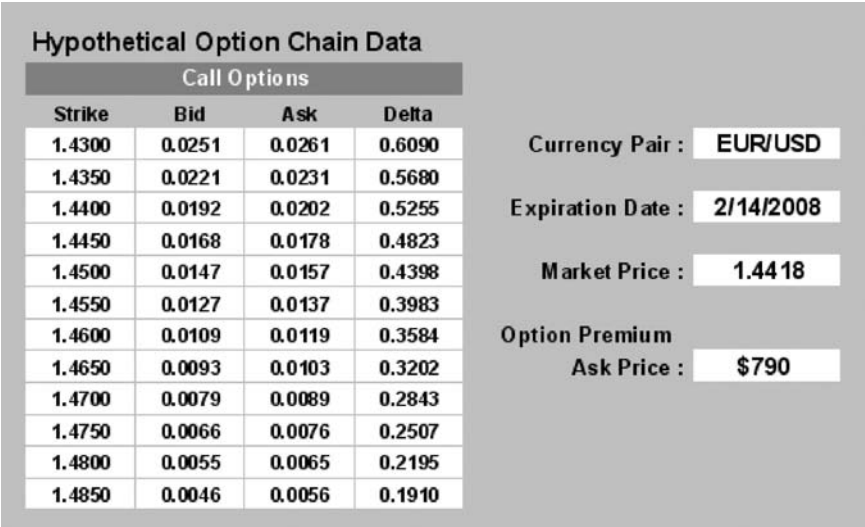 Hypothetical Option Chain Data
Call Options
Strike Bid Ask Delta
1.4300 0.0251 0.0261 0.6090
1.4350 0.0221 0.0231 0.5680
1.4400 0.0192 0.0202 0.5255
1.4450 0.0168 0.0178 0.4823
1.4500 0.0147 0.0157 0.4398
1.4550 0.0127 0.0137 0.3983
1.4600 0.0109 0.0119 0.3584
1.4650 0.0093 0.0103 0.3202
1.4700 0.0079 0.0089 0.2843
1.4750 0.0066 0.0076 0.2507
1.4800 0.0055 0.0065 0.2195
1.4850 0.0046 0.0056 0.1910
Currency Pair : EUR/USD
Expiration Date : 2/14/2008
Market Price : 1.4418
Option Premium
Ask Price : $790